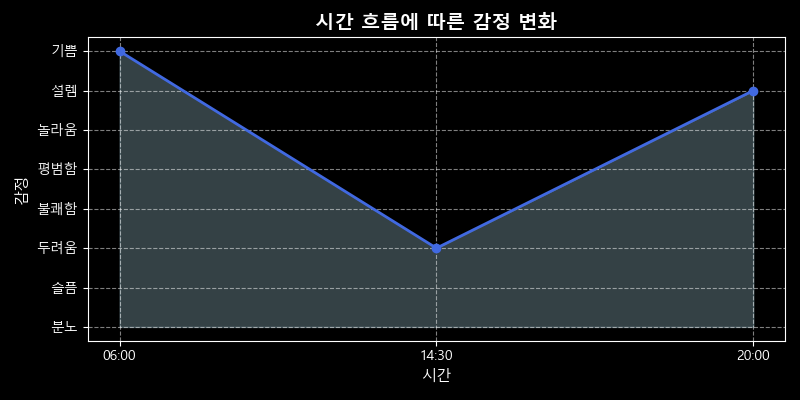 시간 흐름에 따른 감정 변화
감정
기쁨
설렘
놀라움
평범함
불쾌함
두려움
슬픔
분노
06:00
14:30
20:00
시간